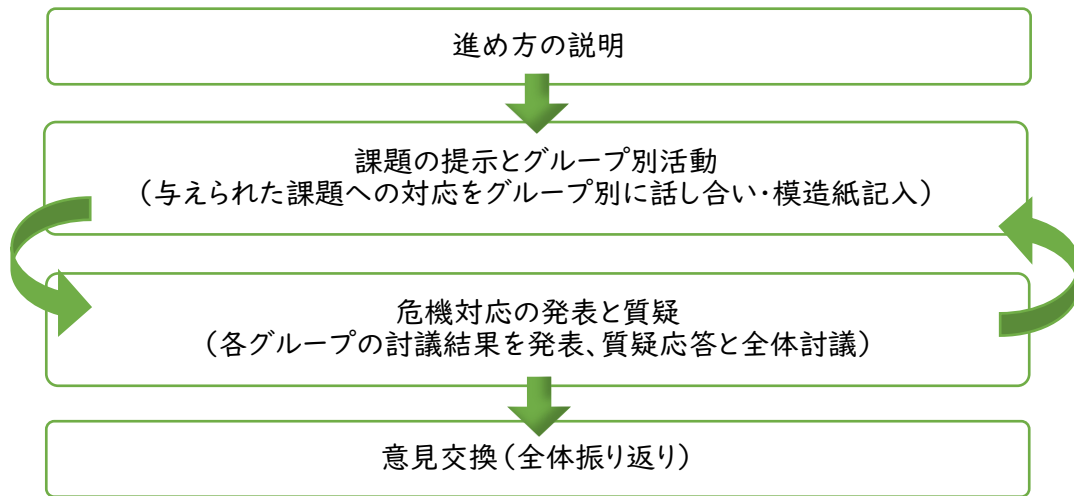 進め方の説明
課題の提示とグループ別活動
（与えられた課題への対応をグループ別に話し合い・模造紙記入）
危機対応の発表と質疑
（各グループの討議結果を発表、質疑応答と全体討議）
意見交換（全体振り返り）